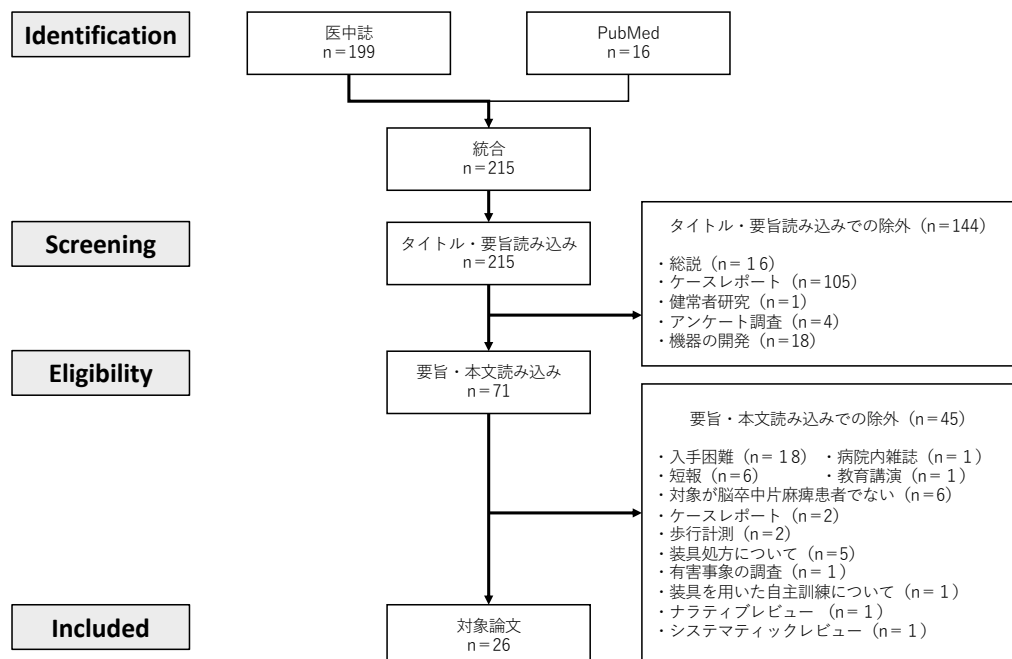 Identification
医中誌
n=199
PubMed
n=16
統合
n=215
Screening
タイトル・要旨読み込み
n=215
タイトル・要旨読み込みでの除外（n=144）
・総説（n=16）
・ケースレポート（n=105）
・健常者研究（n=1）
・アンケート調査（n=4）
・機器の開発（n=18）
Eligibility
要旨・本文読み込み
n=71
要旨・本文読み込みでの除外（n=45）
・入手困難（n=18）・病院内雑誌（n=1）
・短報（n=6）・教育講演（n=1）
・対象が脳卒中片麻痺患者でない（n=6）
・ケースレポート（n=2）
・歩行計測（n=2）
・装具処方について（n=5）
・有害事象の調査（n=1）
・装具を用いた自主訓練について（n=1）
・ナラティブレビュー（n=1）
・システマティックレビュー（n=1）
Included
対象論文
n=26